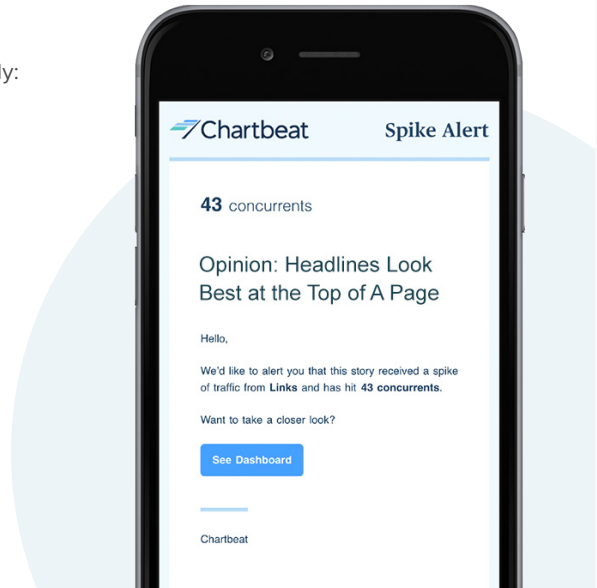 ly:
Chartbeat
Spike Alert
43 concurrents
Opinion: Headlines Look
Best at the Top of A Page
Hello,
We'd like to alert you that this story received a spike
of traffic from Links and has hit 43 concurrents.
Want to take a closer look?
See Dashboard
Chartbeat